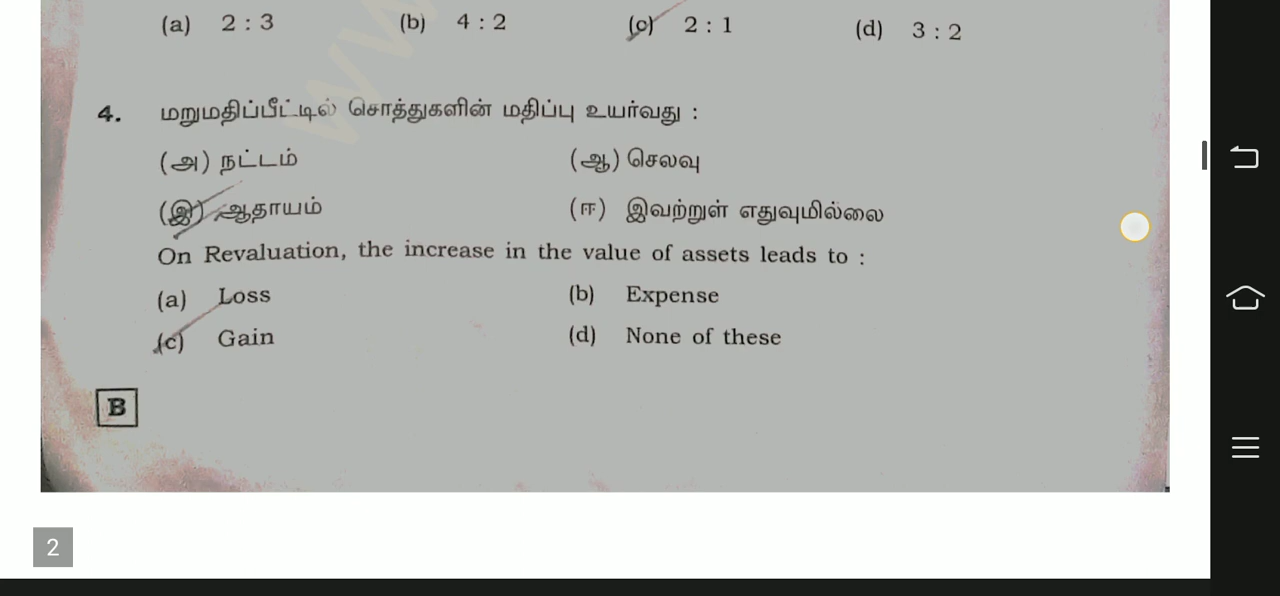 (a) 2 : 3 (b) 4 : 2 (c) 2 : 1 (d) 3 : 2
4. மறுமதிப்பீட்டில் சொத்துகளின் மதிப்பு உயர்வது :
(அ) நட்டம் (ஆ) செலவு
(இ) ஆதாயம் (ஈ) இவற்றுள் எதுவுமில்லை
On Revaluation, the increase in the value of assets leads to :
(a) Loss (b) Expense
(c) Gain (d) None of these
B
2